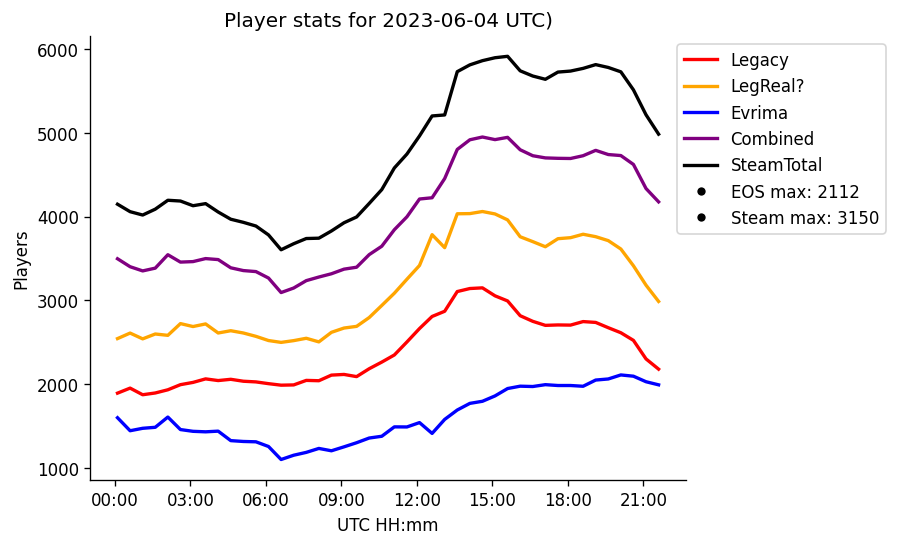 Player stats for 2023-06-04 UTC)
Players
6000
5000
4000
3000
2000
1000
00:00 03:00 06:00 09:00 12:00 15:00 18:00 21:00
UTC HH:mm
Legacy
LegReal?
Evrima
Combined
SteamTotal
EOS max: 2112
Steam max: 3150